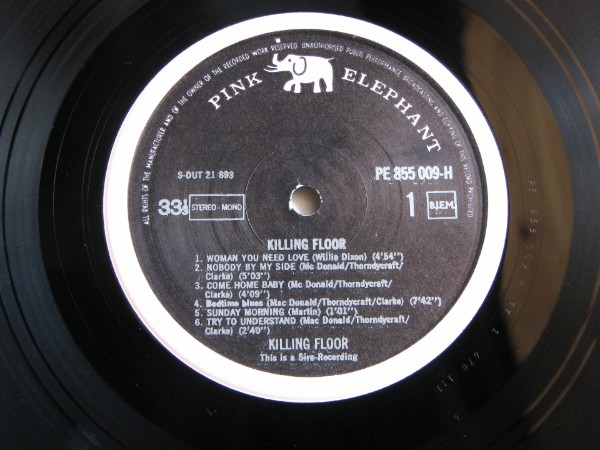 ALL RIGHTS OF THE MANUFACTURER AND OF THE OWNER OF THE RECORDED WORK RESERVED UNAUTHORISED PUBLIC PERFORMANCE BROADCASTING AND COPYING OF THIS RECORD PROHIBITED
PINK ELEPHANT
S-DUT 21 893
PE 855 009-H
33⅓ STEREO - MONO
1 B.I.E.M.
KILLING FLOOR
1. WOMAN YOU NEED LOVE (Willie Dixon) (4'54")
2. NOBODY BY MY SIDE (Mc Donald/Thorndycraft/
Clarke) (5'03")
3. COME HOME BABY (Mc Donald/Thorndycraft/
Clarke) (4'09")
4. Bedtime blues (Mac Donald/Thorndycraft/Clarke) (7'42")
5. SUNDAY MORNING (Martin) (1'01")
6. TRY TO UNDERSTAND (Mac Donald/Thorndycraft/
Clarke) (2'40")
KILLING FLOOR
This is a Sire-Recording